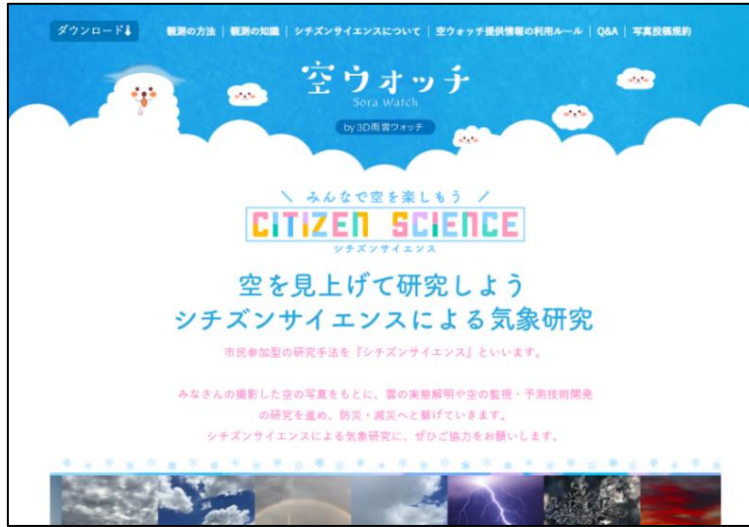 ダウンロード⬇ 観測の方法 | 観測の知識 | シチズンサイエンスについて | 空ウォッチ提供情報の利用ルール | Q&A | 写真投稿規約
空ウォッチ
Sora Watch
by 3D雨雲ウォッチ
＼ みんなで空を楽しもう ／
CITIZEN SCIENCE
シチズンサイエンス
空を見上げて研究しよう
シチズンサイエンスによる気象研究
市民参加型の研究手法を『シチズンサイエンス』といいます。
みなさんの撮影した空の写真をもとに、雲の実態解明や空の監視・予測技術開発
の研究を進め、防災・減災へと繋げていきます。
シチズンサイエンスによる気象研究に、ぜひご協力をお願いします。